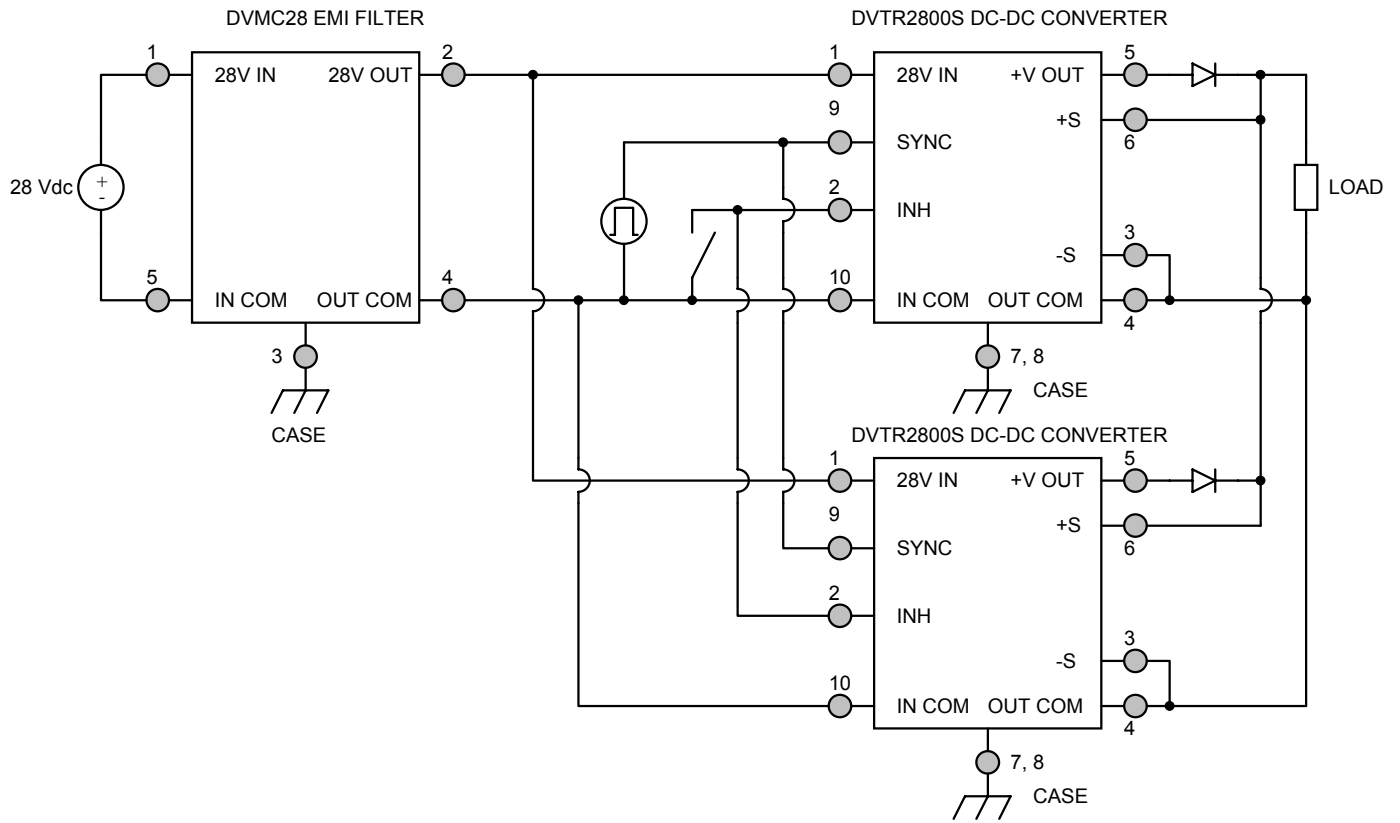 DVMC28 EMI FILTER
1
28V IN
28V OUT
2
28 Vdc
+
-
5
IN COM
OUT COM
4
3
CASE
DVTR2800S DC-DC CONVERTER
1
28V IN
+V OUT
5
9
SYNC
+S
6
2
INH
LOAD
-S
3
10
IN COM
OUT COM
4
7, 8
CASE
DVTR2800S DC-DC CONVERTER
1
28V IN
+V OUT
5
9
SYNC
+S
6
2
INH
-S
3
10
IN COM
OUT COM
4
7, 8
CASE